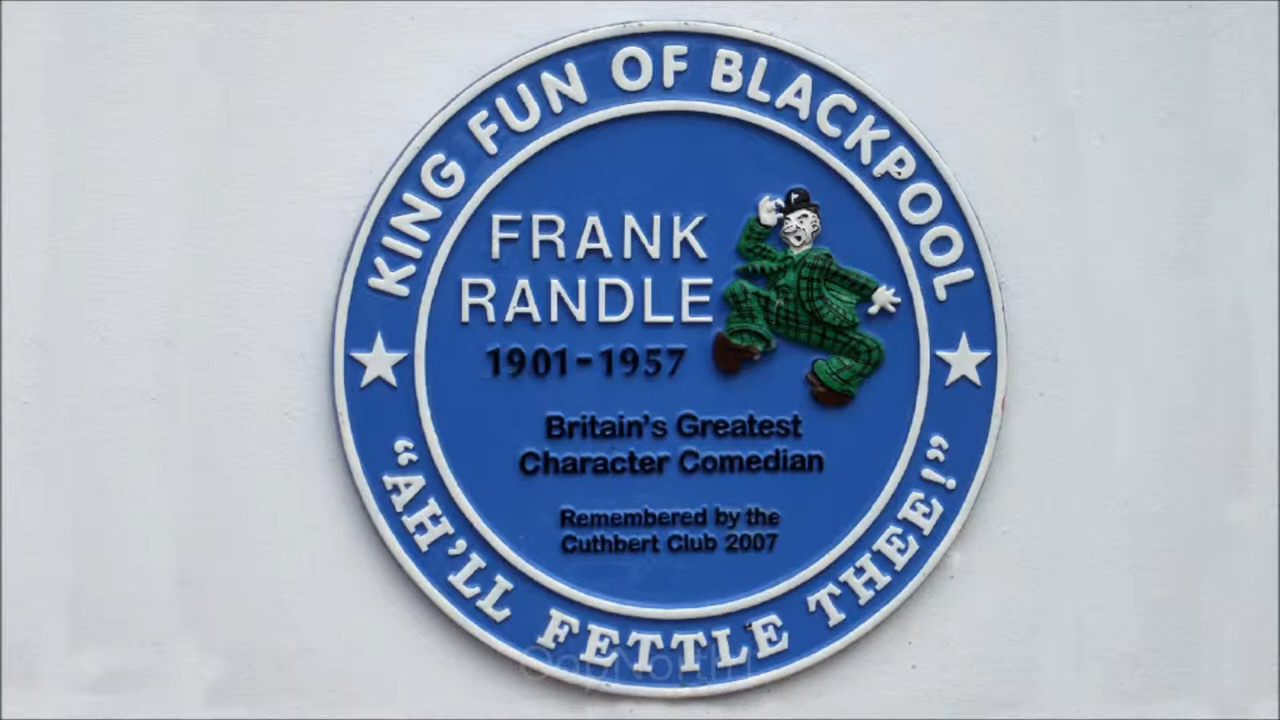 KING FUN OF BLACKPOOL
FRANK
RANDLE
1901-1957
Britain's Greatest
Character Comedian
Remembered by the
Cuthbert Club 2007
"AH'LL FETTLE THEE!"